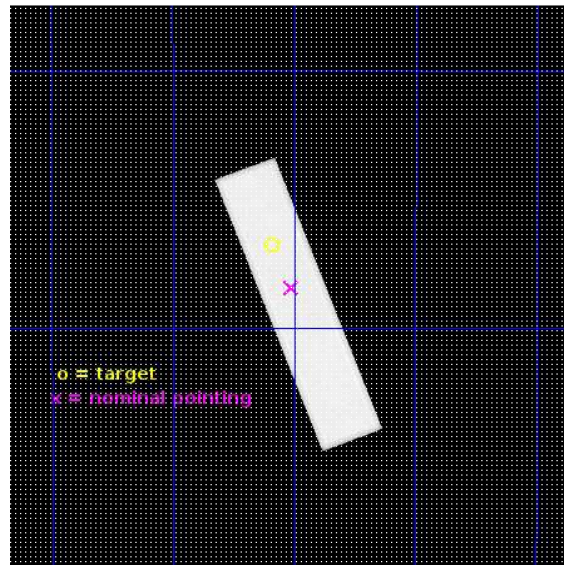 o = target
x = nominal pointing